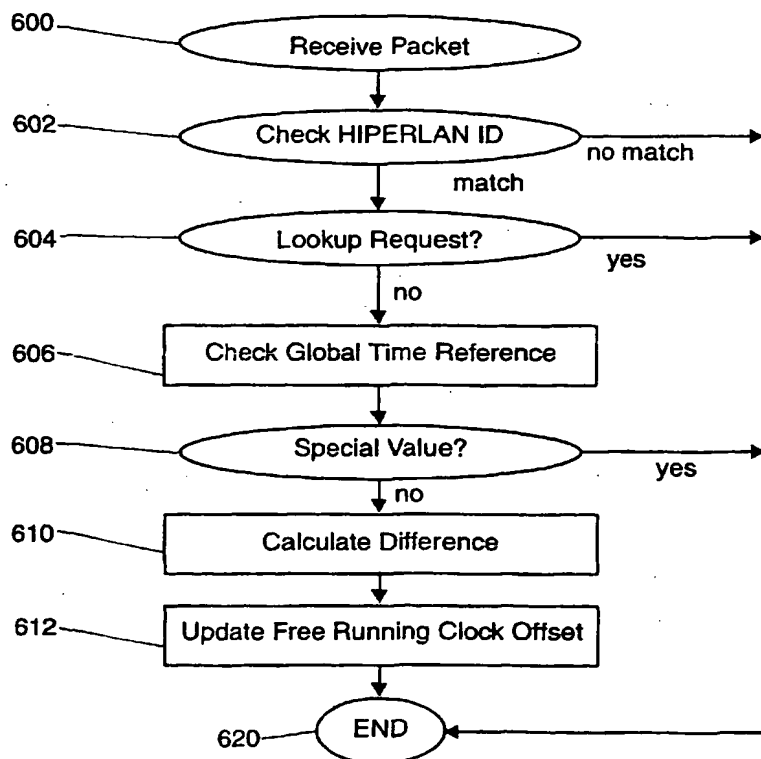 600
Receive Packet
602
Check HIPERLAN ID
no match
match
604
Lookup Request?
yes
no
606
Check Global Time Reference
608
Special Value?
yes
no
610
Calculate Difference
612
Update Free Running Clock Offset
620
END